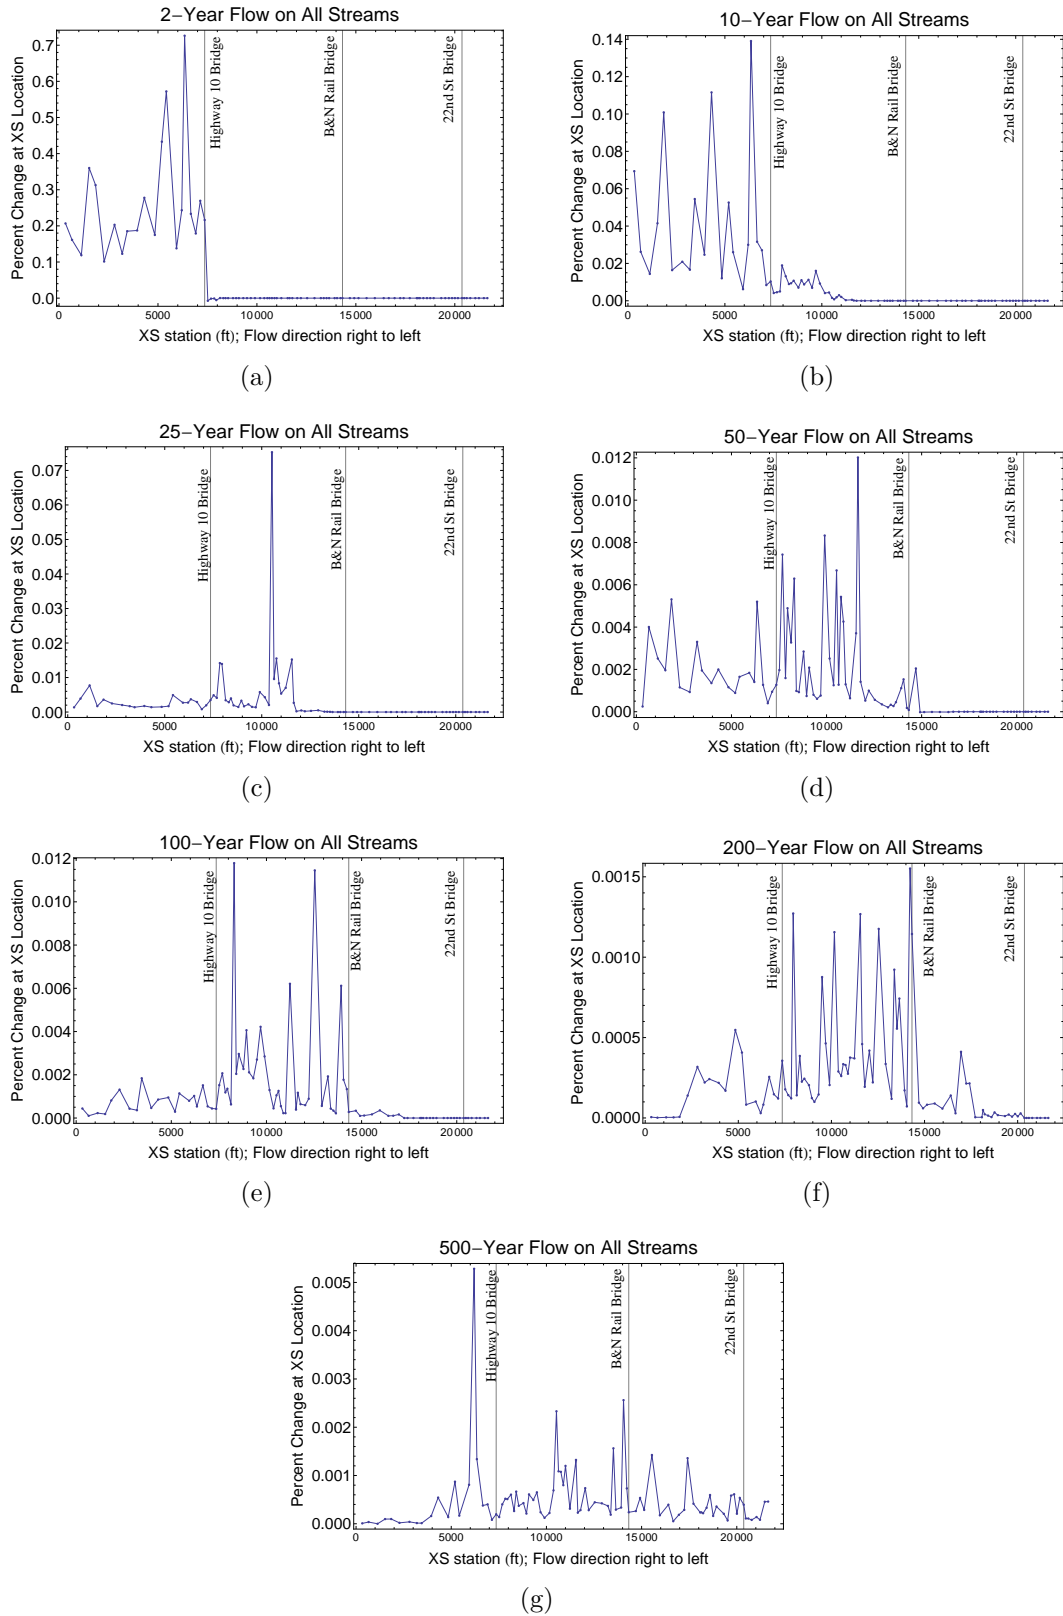 2−Year Flow on All Streams
Percent Change at XS Location
0.7
0.6
0.5
0.4
0.3
0.2
0.1
0.0
Highway 10 Bridge
B&N Rail Bridge
22nd St Bridge
0 5000 10000 15000 20000
XS station (ft); Flow direction right to left
(a)
10−Year Flow on All Streams
Percent Change at XS Location
0.14
0.12
0.10
0.08
0.06
0.04
0.02
0.00
Highway 10 Bridge
B&N Rail Bridge
22nd St Bridge
0 5000 10000 15000 20000
XS station (ft); Flow direction right to left
(b)
25−Year Flow on All Streams
Percent Change at XS Location
0.07
0.06
0.05
0.04
0.03
0.02
0.01
0.00
Highway 10 Bridge
B&N Rail Bridge
22nd St Bridge
0 5000 10000 15000 20000
XS station (ft); Flow direction right to left
(c)
50−Year Flow on All Streams
Percent Change at XS Location
0.012
0.010
0.008
0.006
0.004
0.002
0.000
Highway 10 Bridge
B&N Rail Bridge
22nd St Bridge
0 5000 10000 15000 20000
XS station (ft); Flow direction right to left
(d)
100−Year Flow on All Streams
Percent Change at XS Location
0.012
0.010
0.008
0.006
0.004
0.002
0.000
Highway 10 Bridge
B&N Rail Bridge
22nd St Bridge
0 5000 10000 15000 20000
XS station (ft); Flow direction right to left
(e)
200−Year Flow on All Streams
Percent Change at XS Location
0.0015
0.0010
0.0005
0.0000
Highway 10 Bridge
B&N Rail Bridge
22nd St Bridge
0 5000 10000 15000 20000
XS station (ft); Flow direction right to left
(f)
500−Year Flow on All Streams
Percent Change at XS Location
0.005
0.004
0.003
0.002
0.001
0.000
Highway 10 Bridge
B&N Rail Bridge
22nd St Bridge
0 5000 10000 15000 20000
XS station (ft); Flow direction right to left
(g)